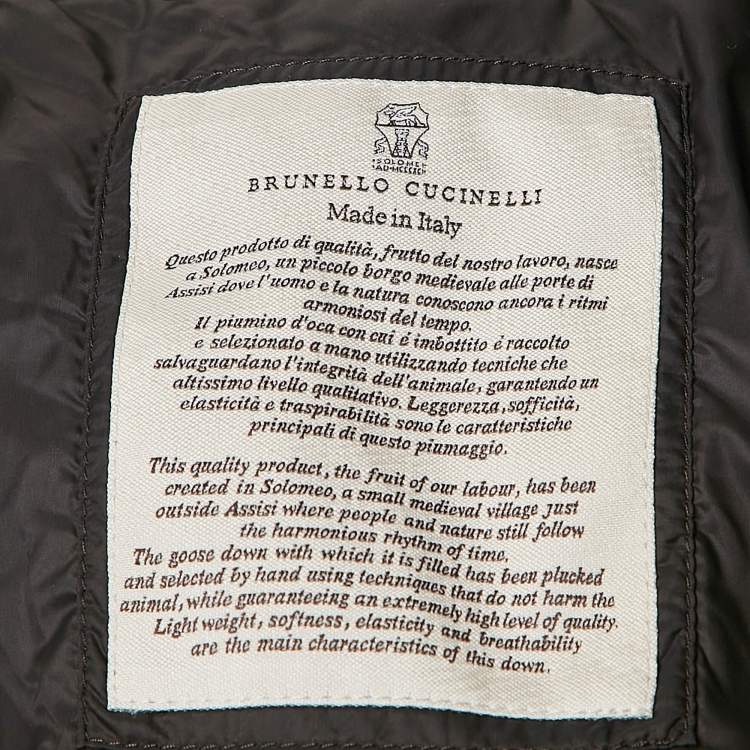 SOLOMEO
BRUNELLO CUCINELLI
Made in Italy
Questo prodotto di qualità, frutto del nostro lavoro, nasce
a Solomeo, un piccolo borgo medievale alle porte di
Assisi dove l'uomo e la natura conoscono ancora i ritmi
armoniosi del tempo.
Il piumino d'oca con cui é imbottito é raccolto
e selezionato a mano utilizzando tecniche che
salvaguardano l'integrità dell'animale, garantendo un
altissimo livello qualitativo. Leggerezza, sofficità,
elasticità e traspirabilità sono le caratteristiche
principali di questo piumaggio.
This quality product, the fruit of our labour, has been
created in Solomeo, a small medieval village just
outside Assisi where people and nature still follow
the harmonious rhythm of time.
The goose down with which it is filled has been plucked
and selected by hand using techniques that do not harm the
animal, while guaranteeing an extremely high level of quality.
Light weight, softness, elasticity and breathability
are the main characteristics of this down.